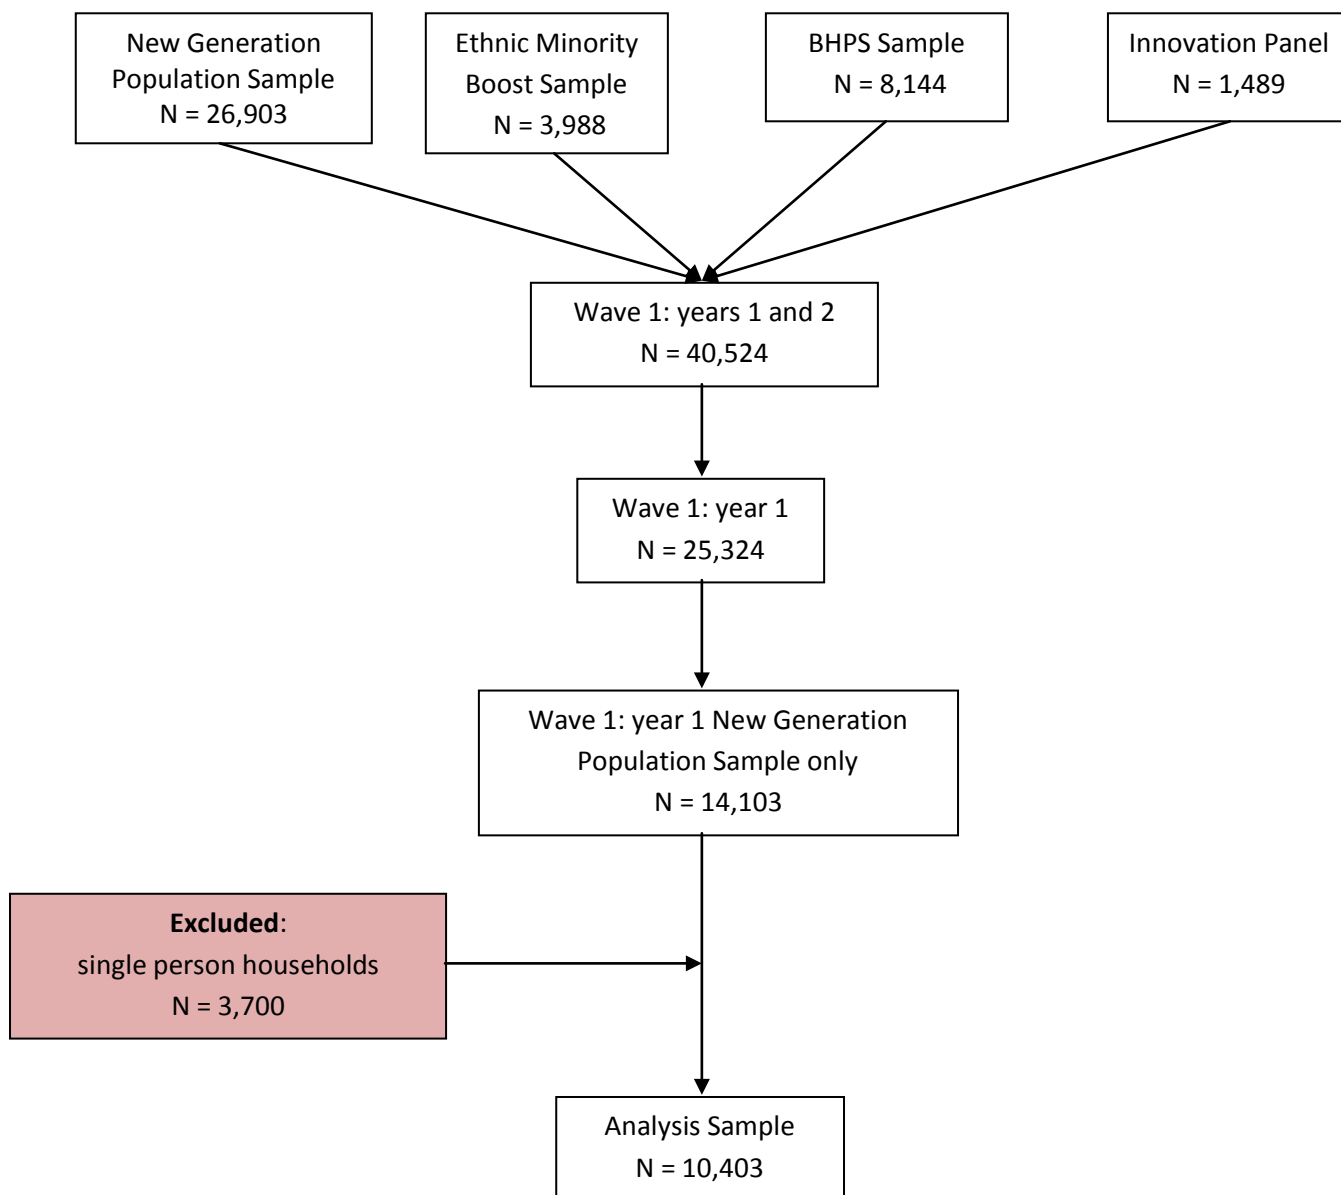 New Generation
Population Sample
N = 26,903
Ethnic Minority
Boost Sample
N = 3,988
BHPS Sample
N = 8,144
Innovation Panel
N = 1,489
Wave 1: years 1 and 2
N = 40,524
Wave 1: year 1
N = 25,324
Wave 1: year 1 New Generation
Population Sample only
N = 14,103
Excluded:
single person households
N = 3,700
Analysis Sample
N = 10,403